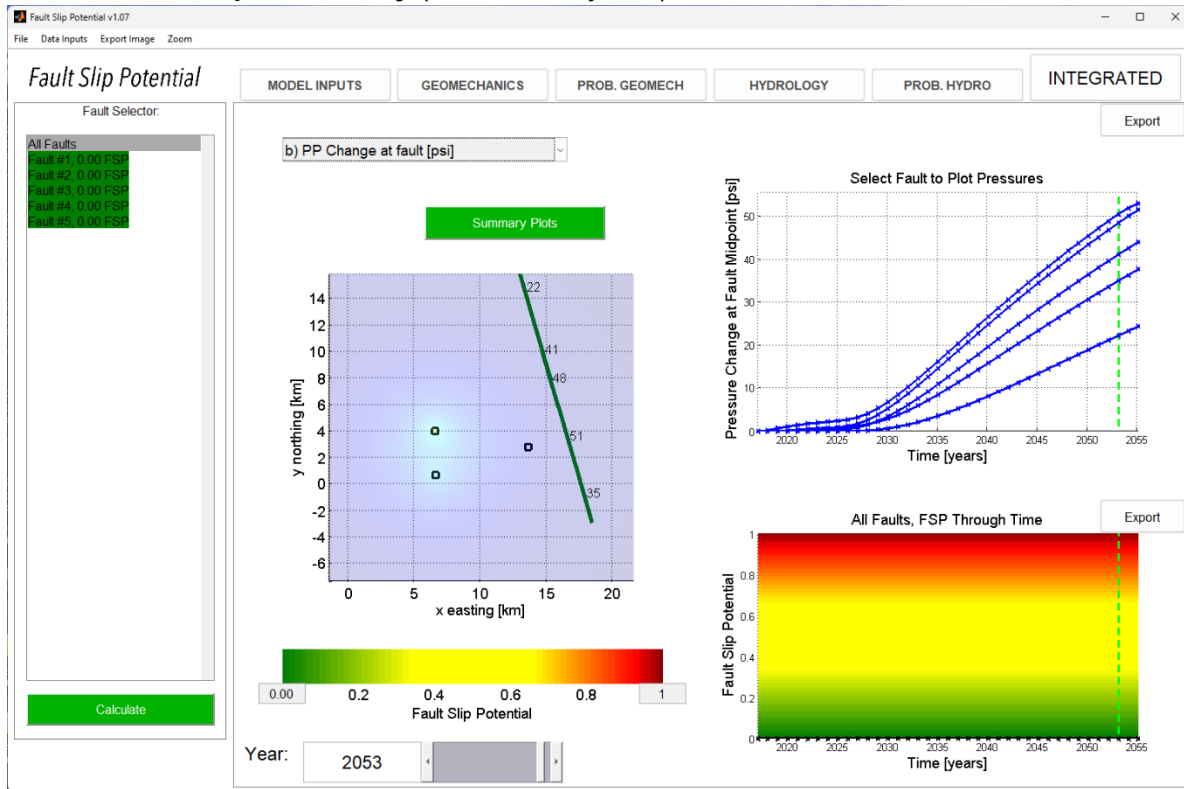 Fault Slip Potential v1.07
File Data Inputs Export Image Zoom
Fault Slip Potential
MODEL INPUTS
GEOMECHANICS
PROB. GEOMECH
HYDROLOGY
PROB. HYDRO
INTEGRATED
Fault Selector:
All Faults
Fault #1, 0.00 FSP
Fault #2, 0.00 FSP
Fault #3, 0.00 FSP
Fault #4, 0.00 FSP
Fault #5, 0.00 FSP
Calculate
Export
b) PP Change at fault [psi]
Summary Plots
22
41
48
51
35
14
12
10
8
6
4
2
0
-2
-4
-6
y northing [km]
0 5 10 15 20
x easting [km]
0.00 0.2 0.4 0.6 0.8 1
Fault Slip Potential
Year: 2053
Select Fault to Plot Pressures
Pressure Change at Fault Midpoint [psi]
50
40
30
20
10
0
2020 2025 2030 2035 2040 2045 2050 2055
Time [years]
Export
All Faults, FSP Through Time
Fault Slip Potential
1
0.8
0.6
0.4
0.2
0
2020 2025 2030 2035 2040 2045 2050 2055
Time [years]